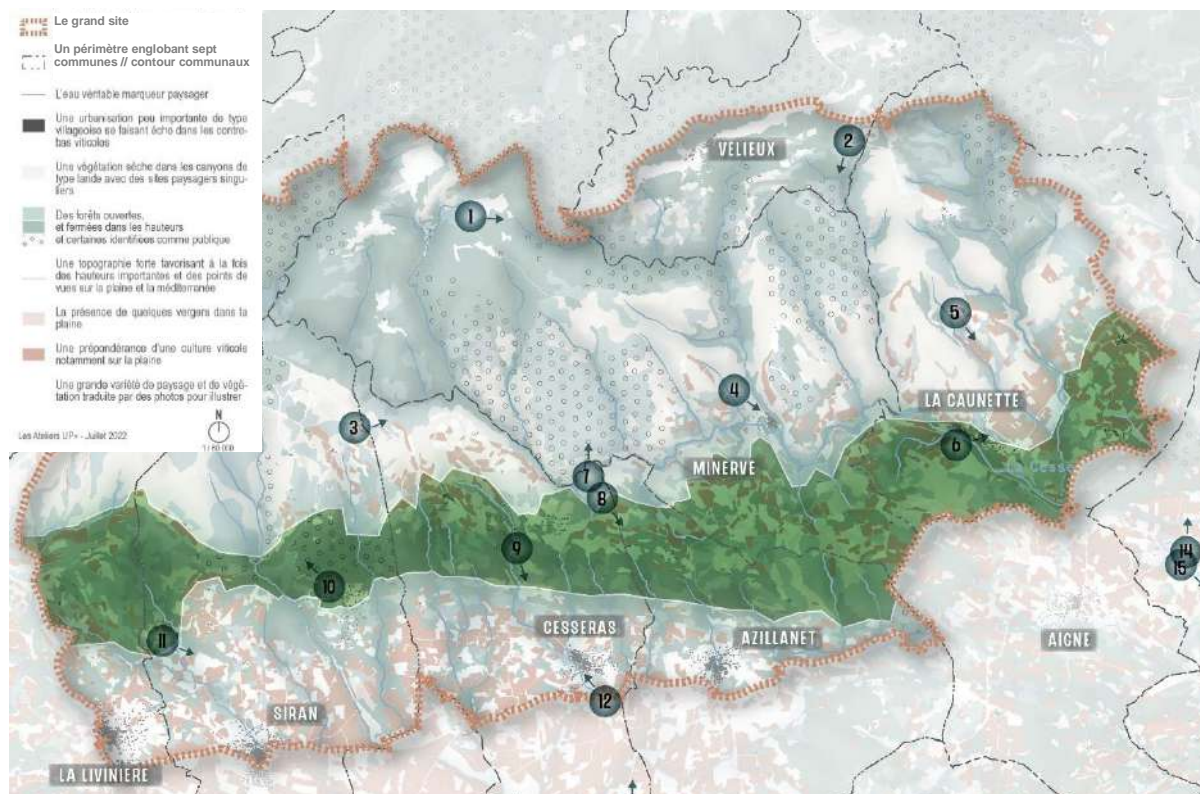 Le grand site
Un périmètre englobant sept
communes // contour communaux
L'eau véritable marqueur paysager
Une urbanisation peu importante de type
villageoise se faisant écho dans les contre-
bas viticoles
Une végétation sèche dans les canyons de
type lande avec des sites paysagers singu-
liers
Des forêts ouvertes,
et fermées dans les hauteurs
et certaines identifiées comme publique
Une topographie forte favorisant à la fois
des hauteurs importantes et des points de
vues sur la plaine et la méditerranée
La présence de quelques vergers dans la
plaine
Une prépondérance d'une culture viticole
notamment sur la plaine
Une grande variété de paysage et de végé-
tation traduite par des photos pour illustrer
N
Les Ateliers UP+ - Juillet 2022
1 / 60 000
VELIEUX
2
1
5
4
LA CAUNETTE
3
6
MINERVE
La Cesse
7
8
9
14
15
10
CESSERAS
AZILLANET
AIGNE
11
12
SIRAN
LA LIVINIERE